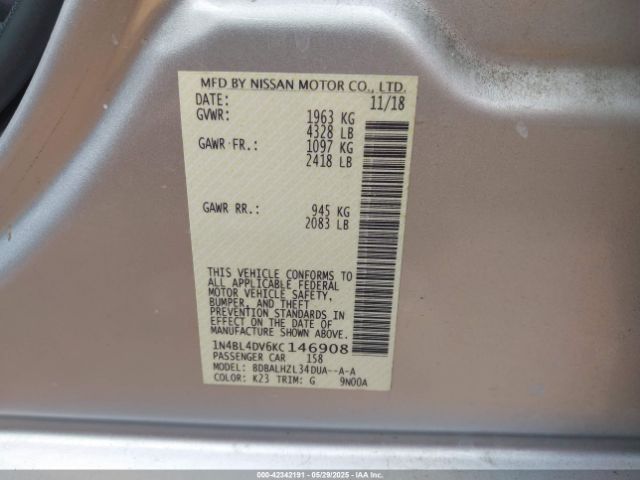 MFD BY NISSAN MOTOR CO., LTD.
DATE: 11/18
GVWR: 1963 KG
4328 LB
GAWR FR.: 1097 KG
2418 LB
GAWR RR.: 945 KG
2083 LB
THIS VEHICLE CONFORMS TO
ALL APPLICABLE FEDERAL
MOTOR VEHICLE SAFETY,
BUMPER, AND THEFT
PREVENTION STANDARDS
IN EFFECT ON THE DATE OF
MANUFACTURE SHOWN ABOVE.
1N4BL4DV6KC146908
PASSENGER CAR 158
MODEL: BDBALHZL34DUA--A-A
COLOR: K23 TRIM: G 9N00A
000-42342191 - 05/29/2025 - IAA Inc.